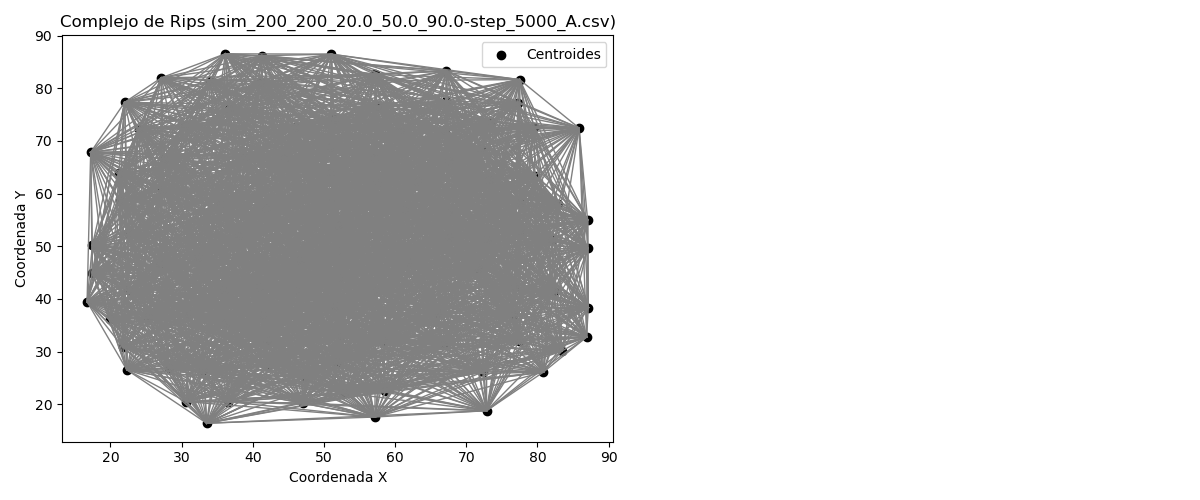 Complejo de Rips (sim_200_200_20.0_50.0_90.0-step_5000_A.csv)
90
80
70
60
50
40
30
20
Coordenada Y
Centroides
20 30 40 50 60 70 80 90
Coordenada X